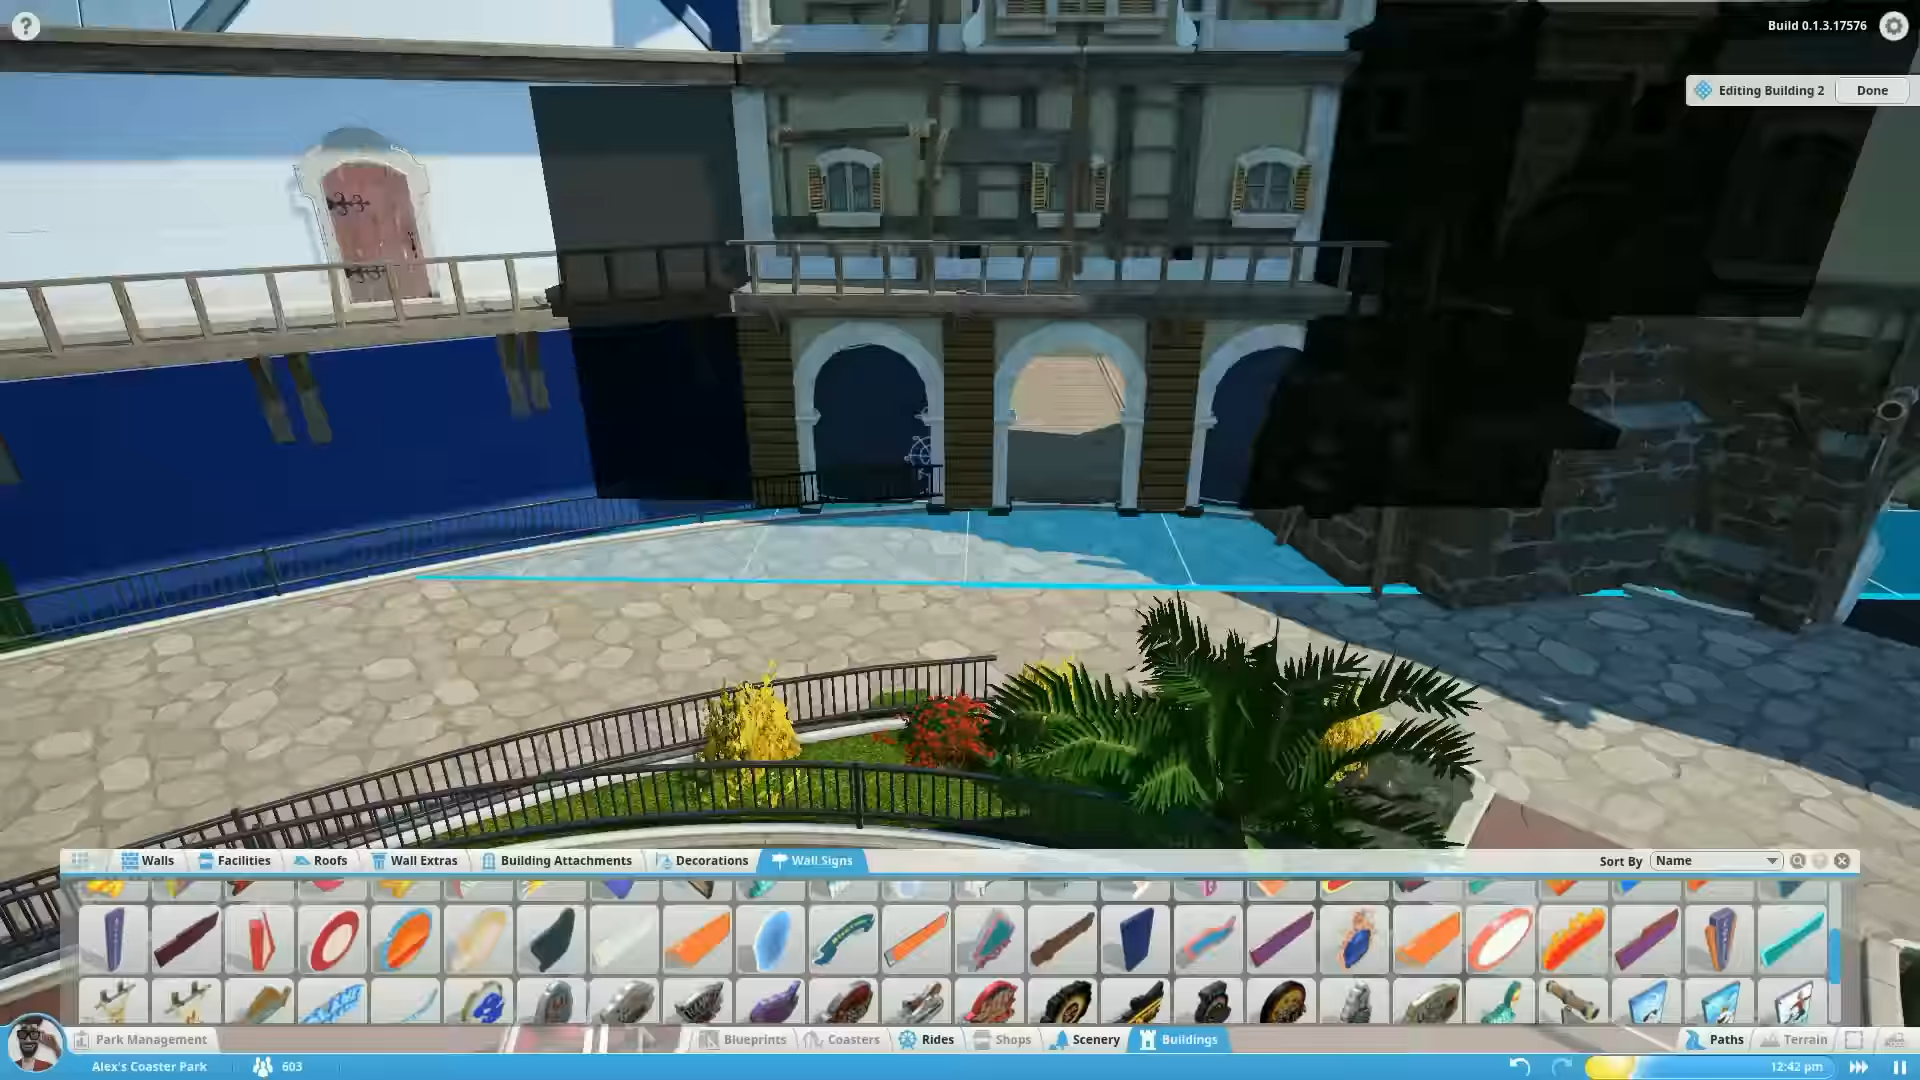 ?
Build 0.1.3.17576
Editing Building 2
Done
Walls
Facilities
Roofs
Wall Extras
Building Attachments
Decorations
Wall Signs
Sort By
Name
Park Management
Blueprints
Coasters
Rides
Shops
Scenery
Buildings
Paths
Terrain
Alex's Coaster Park
603
12:42 pm